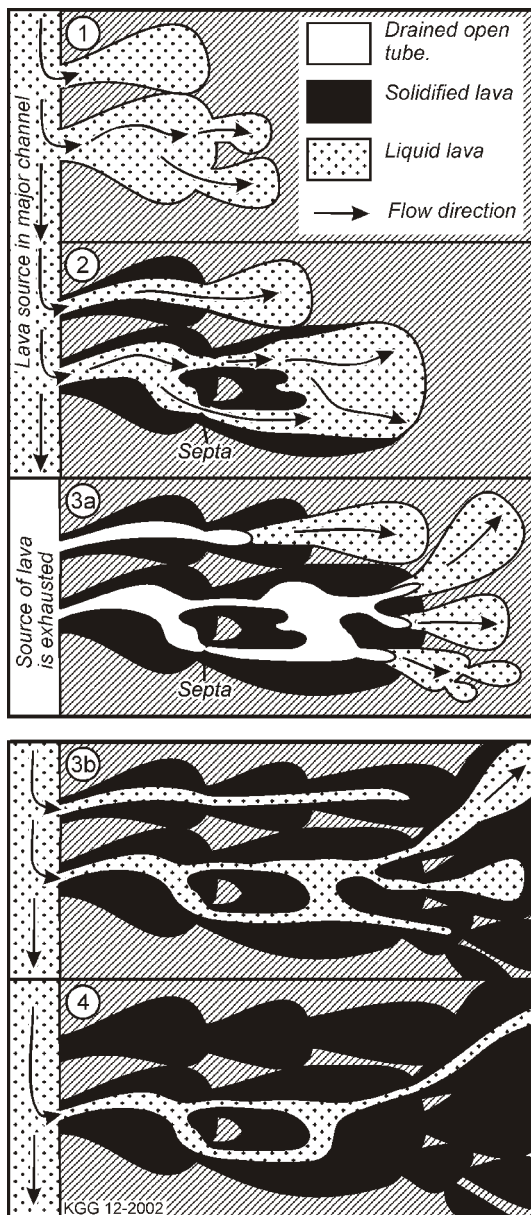 1
Drained open
tube.
Solidified lava
Liquid lava
Flow direction
Lava source in major channel
2
Septa
3a
Source of lava
is exhausted
Septa
3b
4
KGG 12-2002